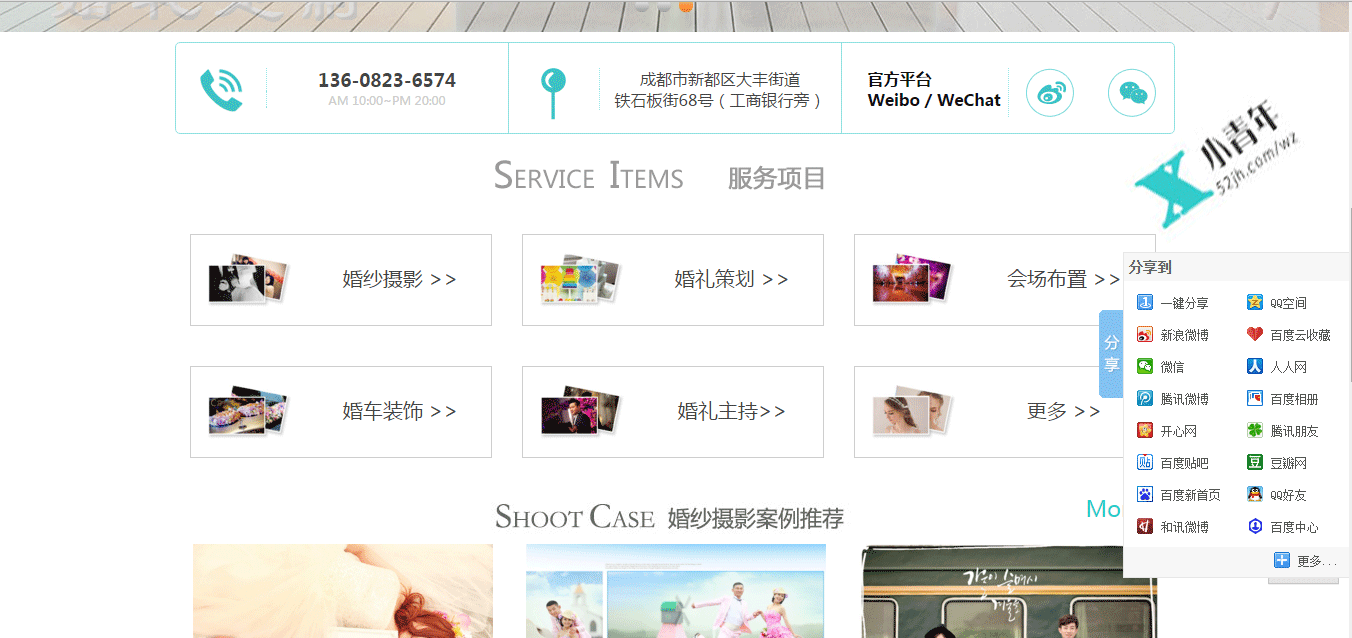 136-0823-6574
AM 10:00~PM 20:00
成都市新都区大丰街道
铁石板街68号（工商银行旁）
官方平台
Weibo / WeChat
小青年
52jh.com/wz
SERVICE ITEMS 服务项目
婚纱摄影 >>
婚礼策划 >>
会场布置 >>
婚车装饰 >>
婚礼主持>>
更多 >>
分享
分享到
一键分享 QQ空间
新浪微博 百度云收藏
微信 人人网
腾讯微博 百度相册
开心网 腾讯朋友
百度贴吧 豆瓣网
百度新首页 QQ好友
和讯微博 百度中心
更多...
SHOOT CASE 婚纱摄影案例推荐
Mo